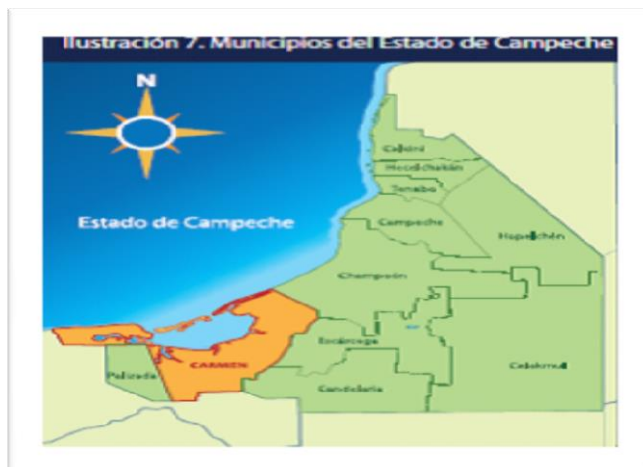 Ilustración 7. Municipios del Estado de Campeche
N
Calkiní
Hecelchakán
Tenabo
Estado de Campeche
Campeche
Hopelchén
Champotón
Escárcega
CARMEN
Palizada
Calakmul
Candelaria